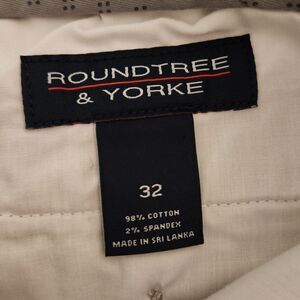 ROUNDTREE
& YORKE
32
98% COTTON
2% SPANDEX
MADE IN SRI LANKA